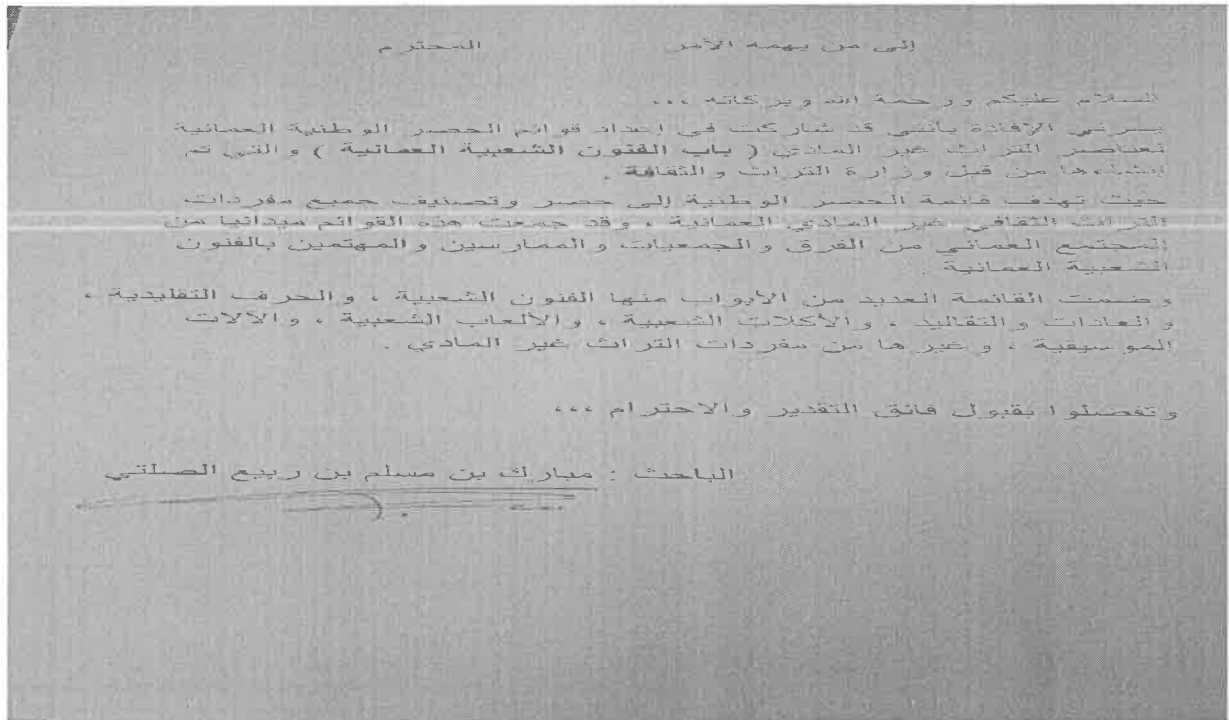 إلى من يهمه الأمر المحترم
السلام عليكم ورحمة الله وبركاته ،،،
يسرني الإفادة بأنني قد شاركت في إعداد قوائم الحصر الوطنية العمانية
لعناصر التراث غير المادي ( باب الفنون الشعبية العمانية ) والتي تم
إنشاءها من قبل وزارة التراث والثقافة .
حيث تهدف قائمة الحصر الوطنية إلى حصر وتصنيف جميع مفردات
التراث الثقافي غير المادي العمانية ، وقد جمعت هذه القوائم ميدانيا من
المجتمع العماني من الفرق والجمعيات والممارسين والمهتمين بالفنون
الشعبية العمانية .
وضمت القائمة العديد من الأبواب منها الفنون الشعبية ، والحرف التقليدية ،
والعادات والتقاليد ، والأكلات الشعبية ، والألعاب الشعبية ، والآلات
الموسيقية ، وغيرها من مفردات التراث غير المادي .
وتفضلوا بقبول فائق التقدير والاحترام ،،،
الباحث : مبارك بن مسلم بن ربيع الصلتي